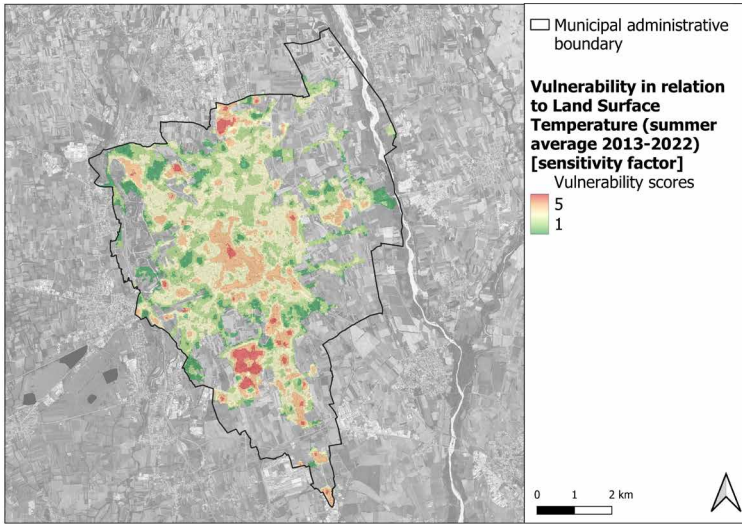 Municipal administrative
boundary
Vulnerability in relation
to Land Surface
Temperature (summer
average 2013-2022)
[sensitivity factor]
Vulnerability scores
5
1
0 1 2 km